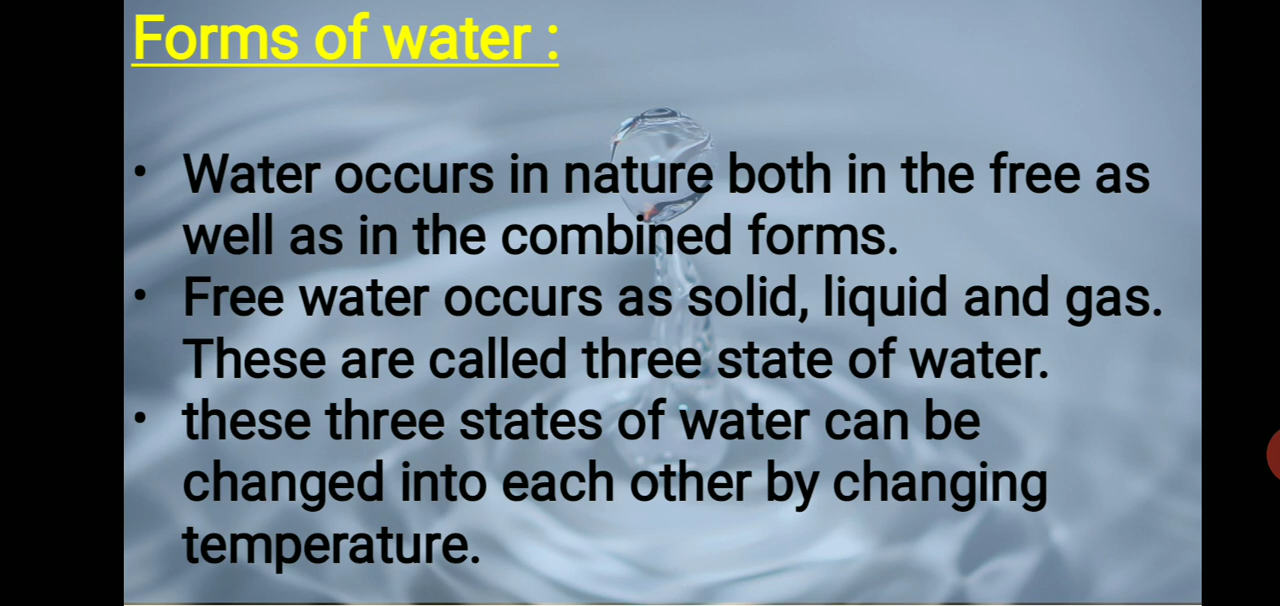 Forms of water :
• Water occurs in nature both in the free as
well as in the combined forms.
• Free water occurs as solid, liquid and gas.
These are called three state of water.
• these three states of water can be
changed into each other by changing
temperature.